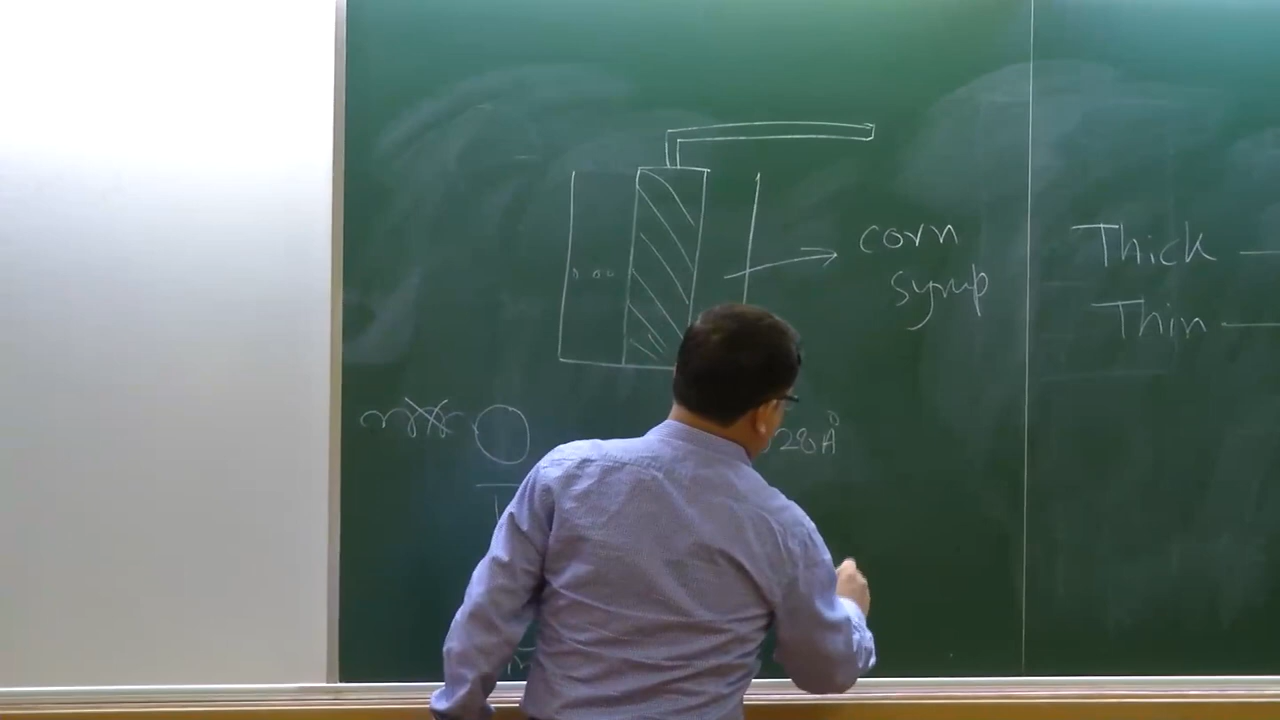 corn
syrup
Thick —
Thin —
28Å